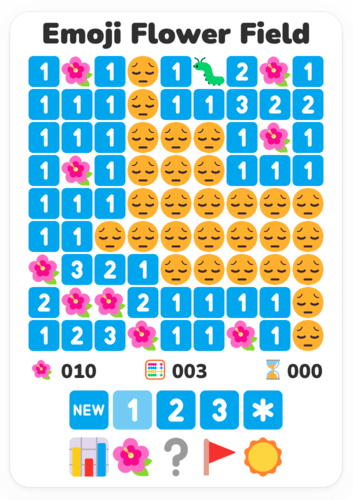 Emoji Flower Field
1 1 1 2 1
1 1 1 1 1 3 2 2
1 1 1 1 1
1 1 1 1 1
1 1 1
1 1
3 2 1
2 2 1 1 1 1
1 2 3 1 1 1
010 003 000
NEW 1 2 3 *
?